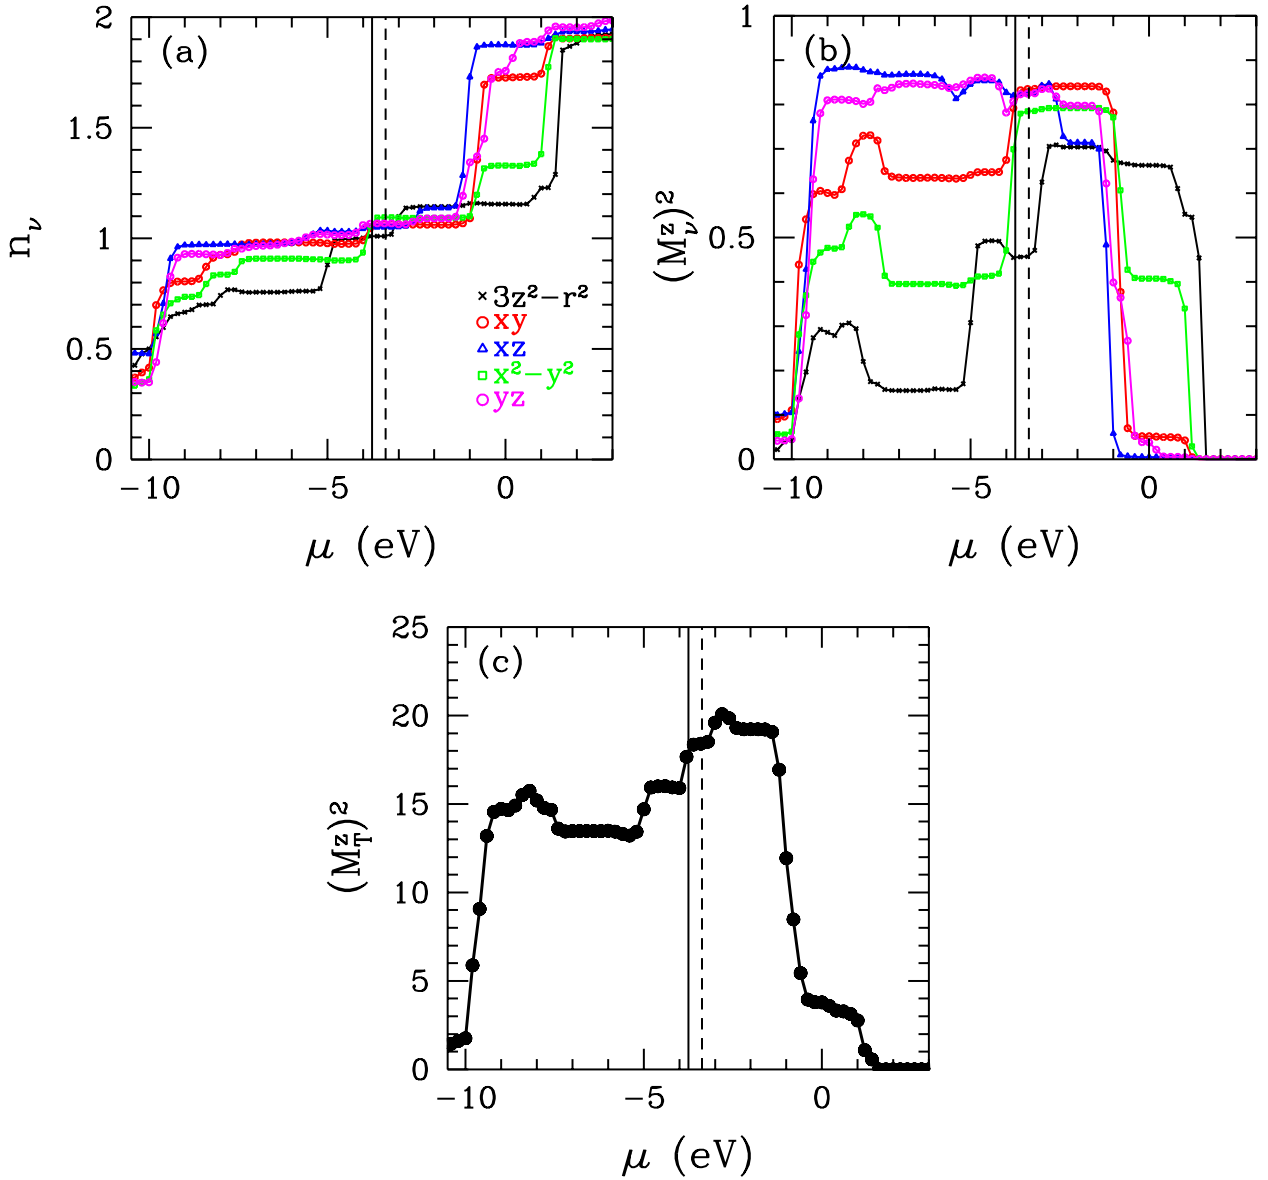 (a)
2
1.5
1
0.5
0
n_ν
3z²−r²
xy
xz
x²−y²
yz
−10 −5 0
μ (eV)
(b)
1
0.5
0
(M^z_ν)²
−10 −5 0
μ (eV)
(c)
25
20
15
10
5
0
(M^z_T)²
−10 −5 0
μ (eV)